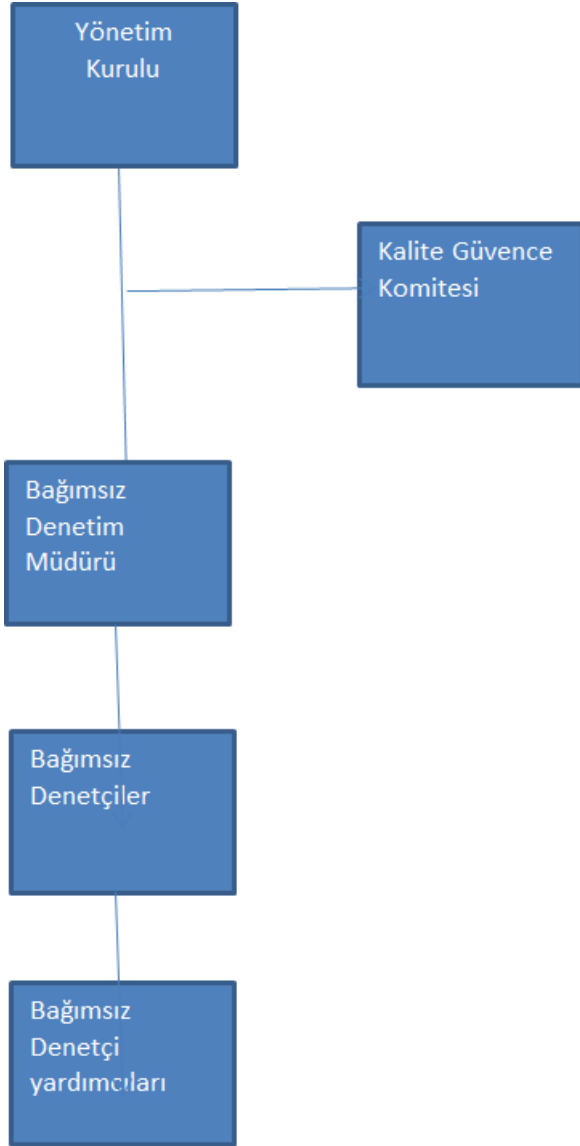 Yönetim
Kurulu
Kalite Güvence
Komitesi
Bağımsız
Denetim
Müdürü
Bağımsız
Denetçiler
Bağımsız
Denetçi
yardımcıları